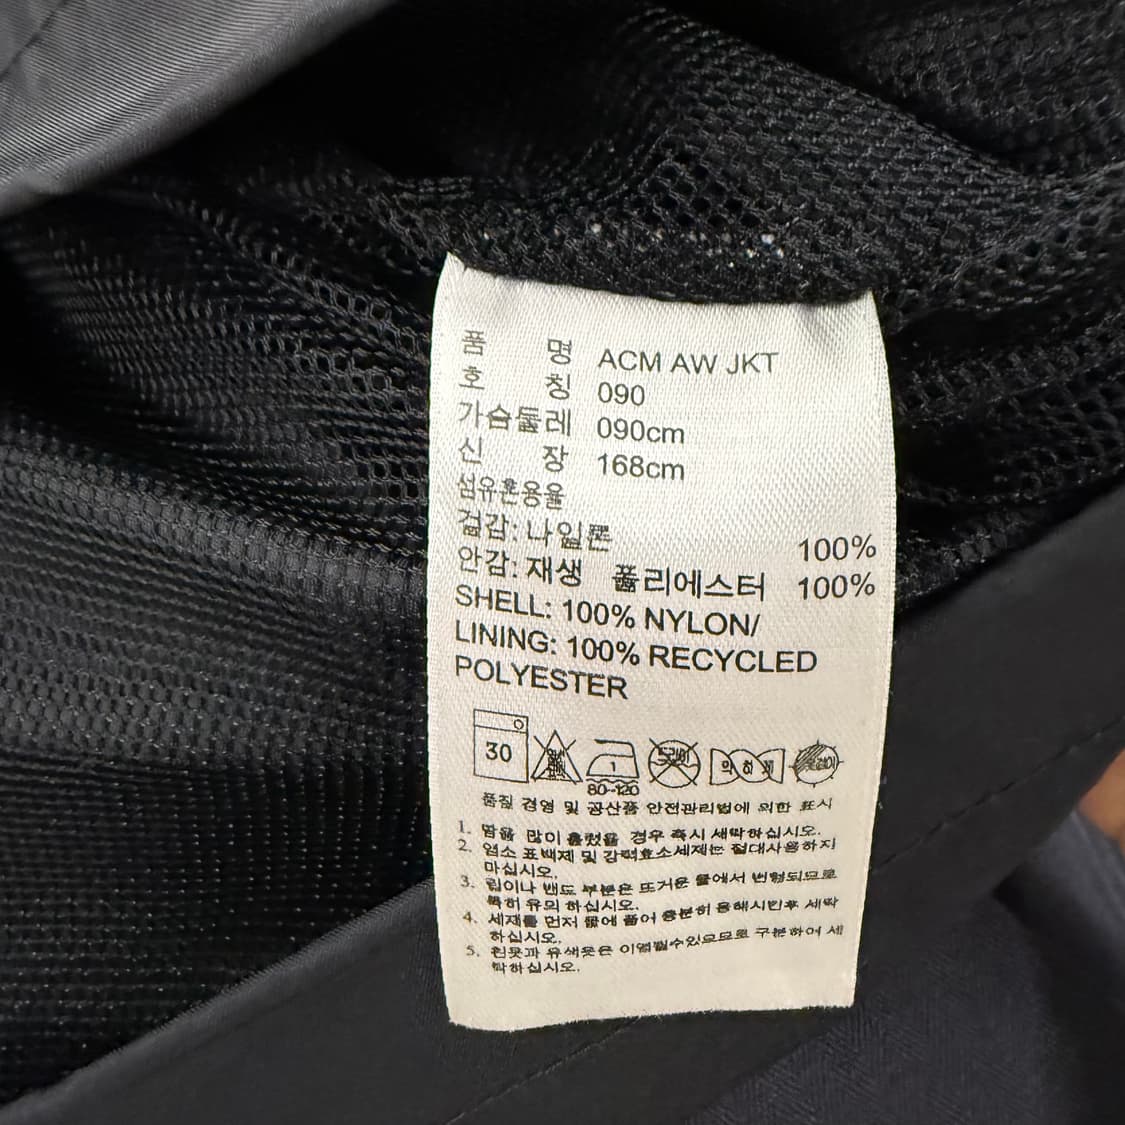 품 명 ACM AW JKT
호 칭 090
가슴둘레 090cm
신 장 168cm
섬유혼용율
겉감: 나일론 100%
안감: 재생 폴리에스터 100%
SHELL: 100% NYLON/
LINING: 100% RECYCLED
POLYESTER
30 1 80~120
품질 경영 및 공산품 안전관리법에 의한 표시
1. 땀을 많이 흘렸을 경우 즉시 세탁하십시오.
2. 염소 표백제 및 강력효소세제는 절대사용하지
마십시오.
3. 립이나 밴드 부분은 뜨거운 물에서 변형되므로
특히 유의 하십시오.
4. 세재를 먼저 물에 풀어 충분히 용해시킨후 세탁
하십시오.
5. 흰옷과 유색옷은 이염될수있으므로 구분하여 세
탁하십시오.